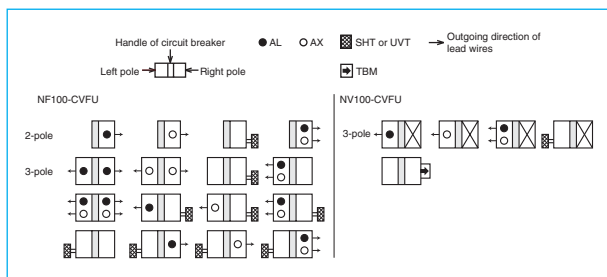 Handle of circuit breaker
AL
AX
SHT or UVT
Outgoing direction of
lead wires
Left pole
Right pole
TBM
NF100-CVFU
NV100-CVFU
2-pole
3-pole
3-pole